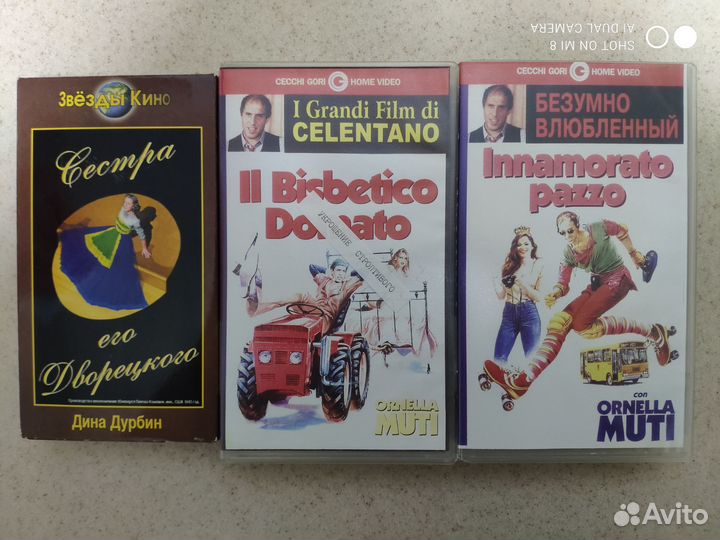 SHOT ON MI 8
AI DUAL CAMERA
Звёзды Кино
Сестра
его
Дворецкого
Дина Дурбин
CECCHI GORI HOME VIDEO
I Grandi Film di
CELENTANO
Il Bisbetico
Domato
УКРОЩЕНИЕ СТРОПТИВОГО
ORNELLA
MUTI
CECCHI GORI HOME VIDEO
БЕЗУМНО
ВЛЮБЛЕННЫЙ
Innamorato
pazzo
con
ORNELLA
MUTI
Avito